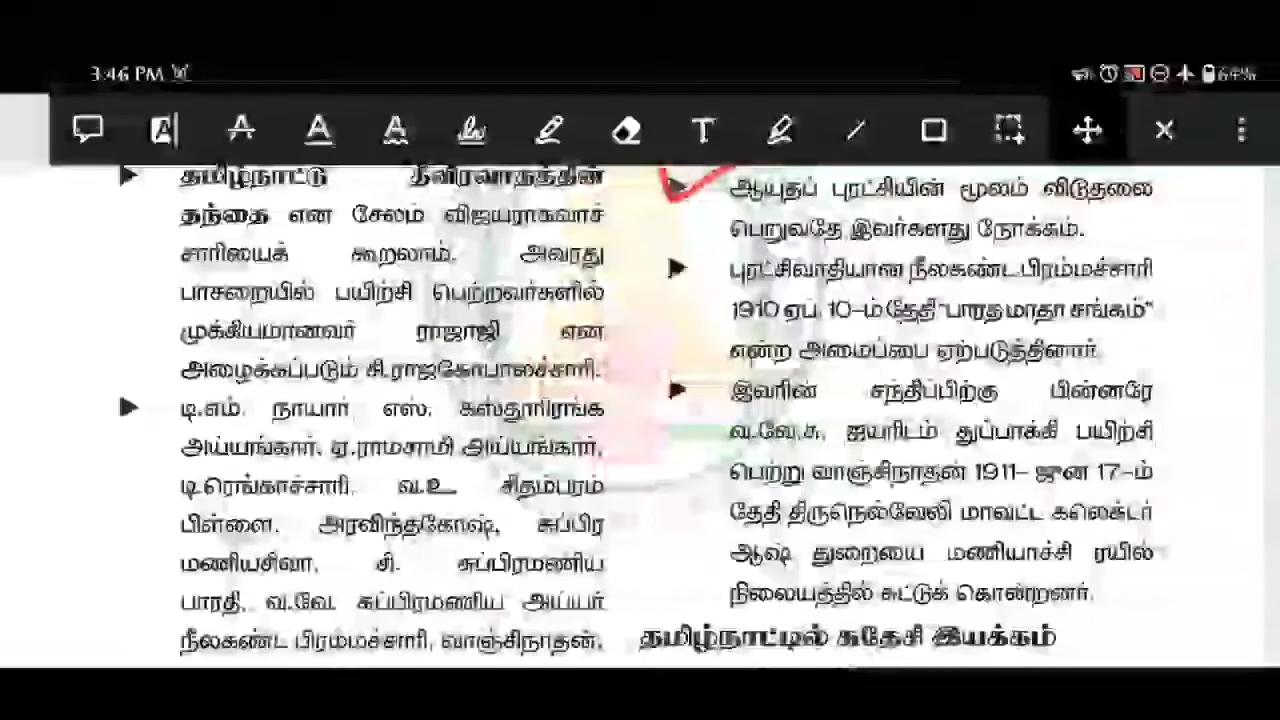 3:46 PM
64%
தமிழ்நாட்டு தீவிரவாதத்தின்
தந்தை என சேலம் விஜயராகவாச்
சாரியைக் கூறலாம். அவரது
பாசறையில் பயிற்சி பெற்றவர்களில்
முக்கியமானவர் ராஜாஜி என
அழைக்கப்படும் சி.ராஜகோபாலச்சாரி.
டி.எம். நாயார் எஸ். கஸ்தூரிரங்க
அய்யங்கார், ஏ.ராமசாமி அய்யங்கார்,
டி.ரெங்காச்சாரி, வ.உ. சிதம்பரம்
பிள்ளை, அரவிந்தகோஷ், சுப்பிர
மணியசிவா, சி. சுப்பிரமணிய
பாரதி, வ.வே. சுப்பிரமணிய அய்யர்
நீலகண்ட பிரம்மச்சாரி, வாஞ்சிநாதன்,
ஆயுதப் புரட்சியின் மூலம் விடுதலை
பெறுவதே இவர்களது நோக்கம்.
புரட்சிவாதியான நீலகண்ட பிரம்மச்சாரி
1910 ஏப். 10-ம் தேதி "பாரத மாதா சங்கம்"
என்ற அமைப்பை ஏற்படுத்தினார்.
இவரின் சந்திப்பிற்கு பின்னரே
வ.வே.சு. ஐயரிடம் துப்பாக்கி பயிற்சி
பெற்று வாஞ்சிநாதன் 1911- ஜுன் 17-ம்
தேதி திருநெல்வேலி மாவட்ட கலெக்டர்
ஆஷ் துறையை மணியாச்சி ரயில்
நிலையத்தில் சுட்டுக் கொன்றனர்.
தமிழ்நாட்டில் சுதேசி இயக்கம்